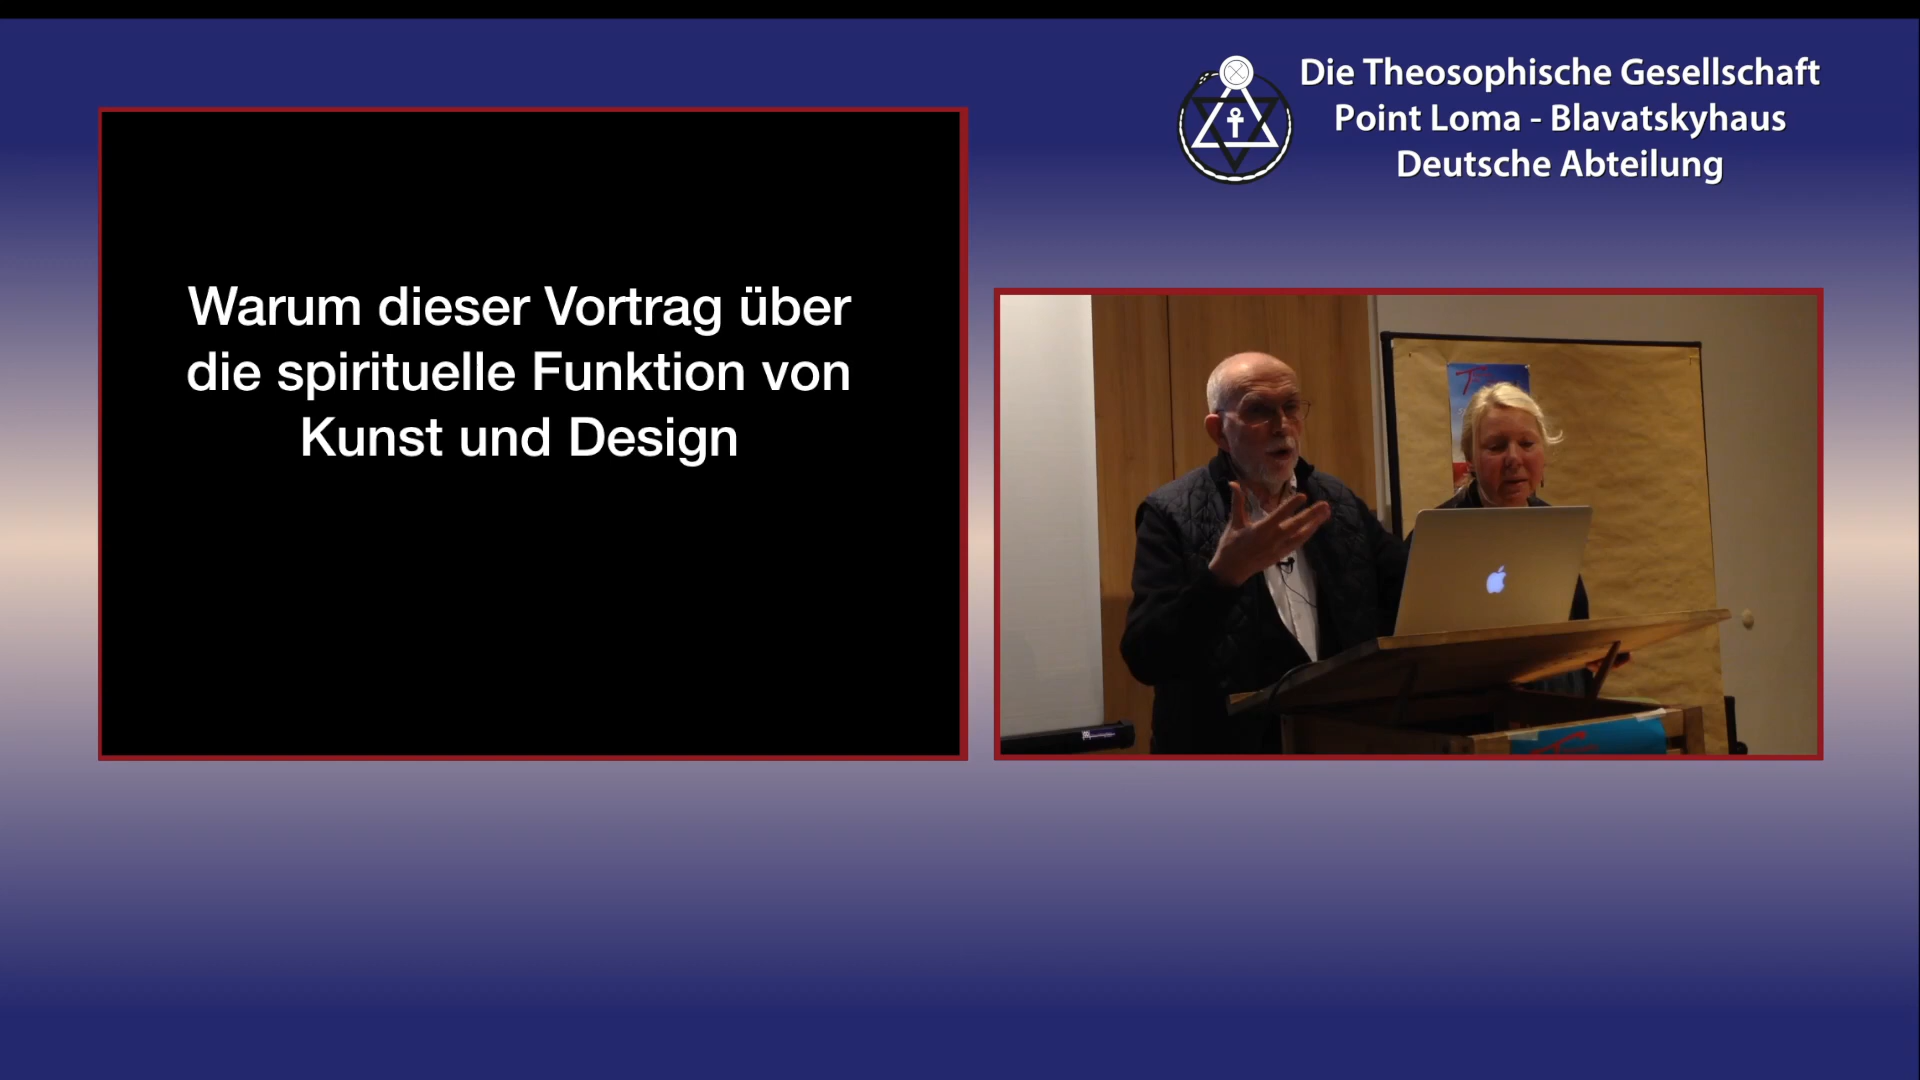 Die Theosophische Gesellschaft
Point Loma - Blavatskyhaus
Deutsche Abteilung
Warum dieser Vortrag über
die spirituelle Funktion von
Kunst und Design